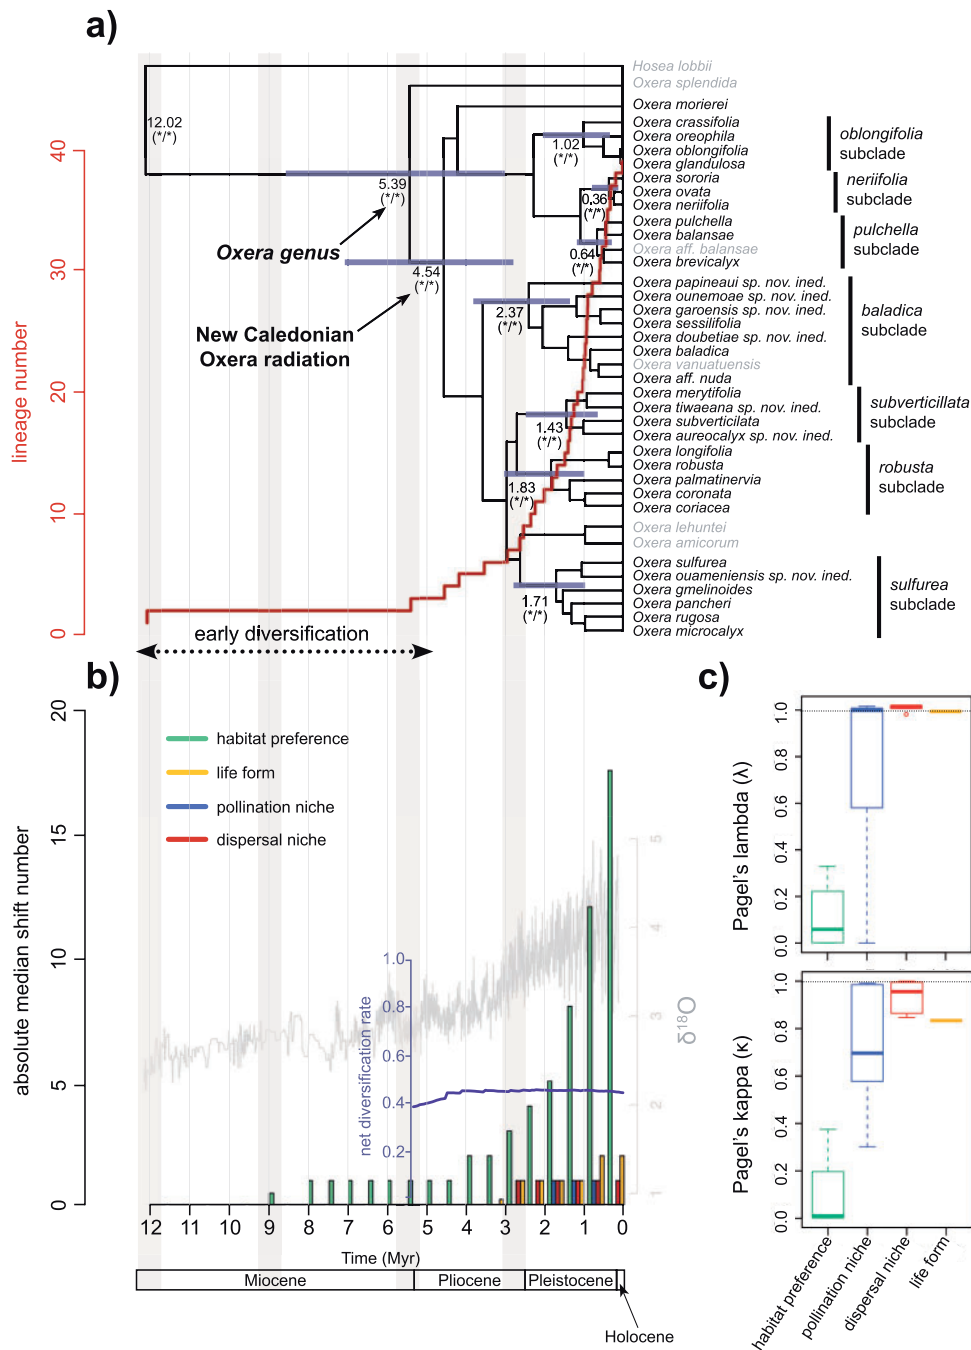 a)
Hosea lobbii
Oxera splendida
Oxera morierei
Oxera crassifolia
Oxera oreophila
Oxera oblongifolia
Oxera glandulosa
Oxera sororia
Oxera ovata
Oxera neriifolia
Oxera pulchella
Oxera balansae
Oxera aff. balansae
Oxera brevicalyx
Oxera papineaui sp. nov. ined.
Oxera ounemoae sp. nov. ined.
Oxera garoensis sp. nov. ined.
Oxera sessilifolia
Oxera doubetiae sp. nov. ined.
Oxera baladica
Oxera vanuatuensis
Oxera aff. nuda
Oxera merytifolia
Oxera tiwaeana sp. nov. ined.
Oxera subverticilata
Oxera aureocalyx sp. nov. ined.
Oxera longifolia
Oxera robusta
Oxera palmatinervia
Oxera coronata
Oxera coriacea
Oxera lehuntei
Oxera amicorum
Oxera sulfurea
Oxera ouameniensis sp. nov. ined.
Oxera gmelinoides
Oxera pancheri
Oxera rugosa
Oxera microcalyx
oblongifolia
subclade
neriifolia
subclade
pulchella
subclade
baladica
subclade
subverticillata
subclade
robusta
subclade
sulfurea
subclade
12.02
(*/*)
5.39
(*/*)
4.54
(*/*)
1.02
(*/*)
0.36
(*/*)
0.64
(*/*)
2.37
(*/*)
1.43
(*/*)
1.83
(*/*)
1.71
(*/*)
Oxera genus
New Caledonian
Oxera radiation
lineage number
40
30
20
10
0
early diversification
b)
absolute median shift number
20
15
10
5
0
habitat preference
life form
pollination niche
dispersal niche
net diversification rate
1.0
0.8
0.6
0.4
0.2
δ18O
5
4
3
2
1
12 11 10 9 8 7 6 5 4 3 2 1 0
Time (Myr)
Miocene Pliocene Pleistocene
Holocene
c)
Pagel's lambda (λ)
1.0
0.8
0.6
0.4
0.2
0.0
Pagel's kappa (κ)
1.0
0.8
0.6
0.4
0.2
0.0
habitat preference
pollination niche
dispersal niche
life form